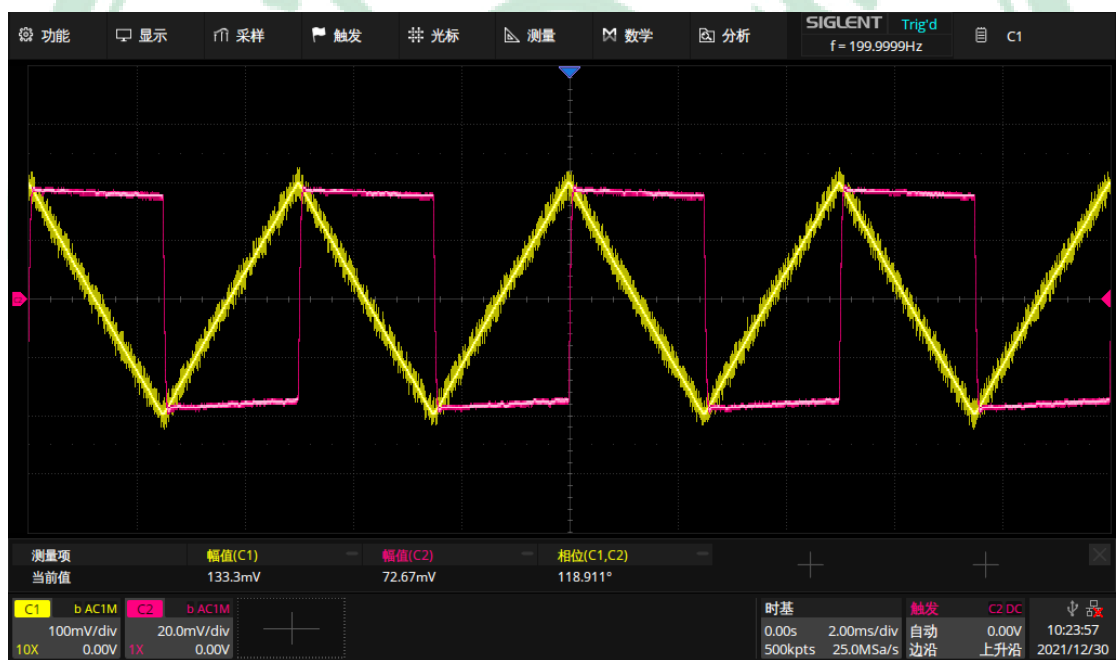 功能 显示 采样 触发 光标 测量 数学 分析 SIGLENT Trig'd C1
f = 199.9999Hz
测量项 幅值(C1) 幅值(C2) 相位(C1,C2)
当前值 133.3mV 72.67mV 118.911°
C1 b AC1M C2 b AC1M 时基 触发 C2 DC
100mV/div 20.0mV/div 0.00s 2.00ms/div 自动 0.00V 10:23:57
10X 0.00V 1X 0.00V 500kpts 25.0MSa/s 边沿 上升沿 2021/12/30